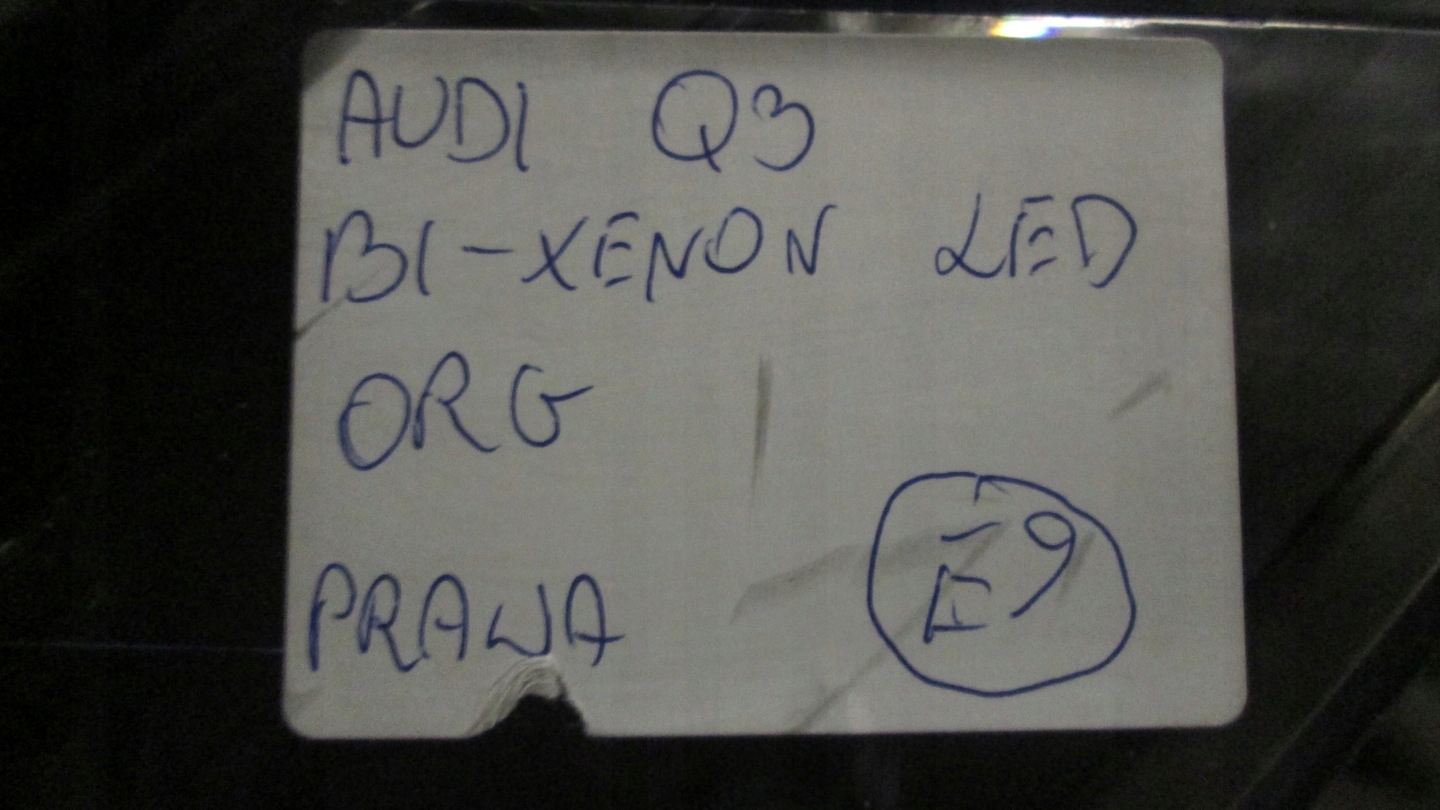 AUDI Q3
BI-XENON LED
ORG
PRAWA
E9